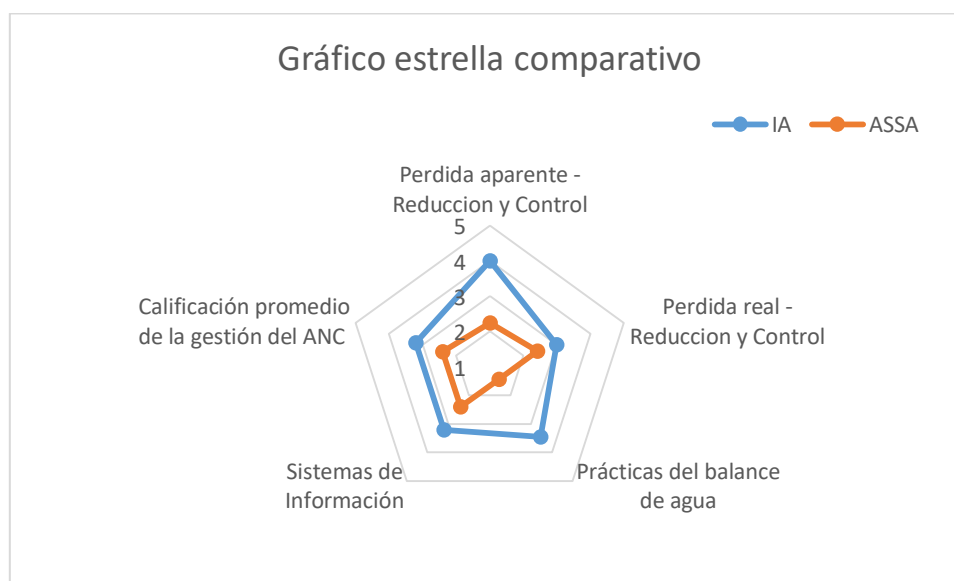 Gráfico estrella comparativo
IA
ASSA
Perdida aparente -
Reduccion y Control
5
4
3
2
1
Perdida real -
Reduccion y Control
Prácticas del balance
de agua
Sistemas de
Información
Calificación promedio
de la gestión del ANC